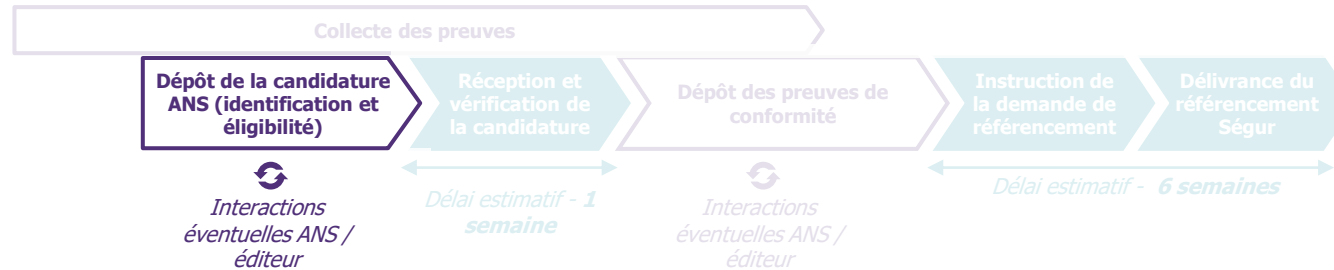 Collecte des preuves
Dépôt de la candidature
ANS (identification et
éligibilité)
Réception et
vérification de
la candidature
Dépôt des preuves de
conformité
Instruction de
la demande de
référencement
Délivrance du
référencement
Ségur
Interactions
éventuelles ANS /
éditeur
Délai estimatif - 1
semaine
Interactions
éventuelles ANS /
éditeur
Délai estimatif - 6 semaines